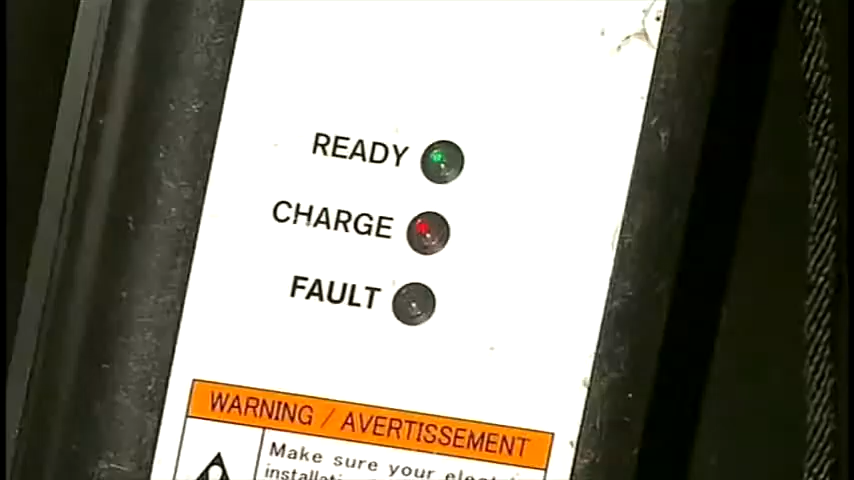 READY
CHARGE
FAULT
WARNING / AVERTISSEMENT
Make sure your